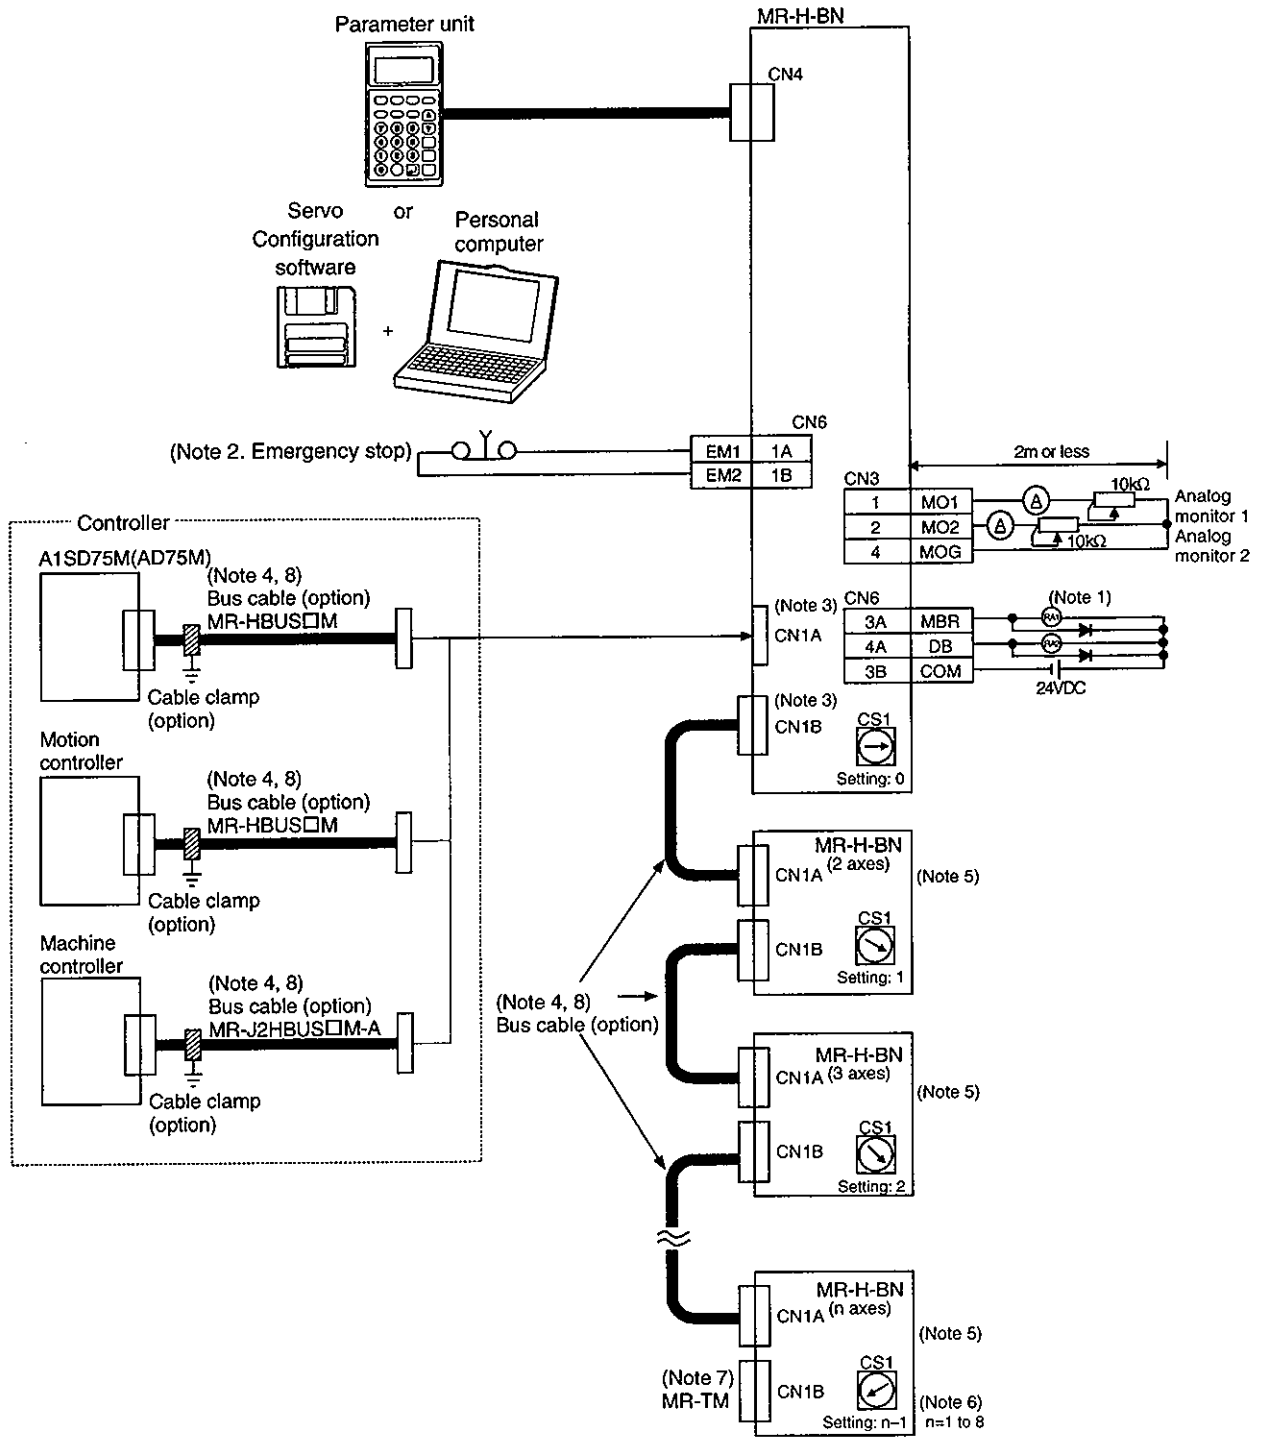 MR-H-BN
Parameter unit
CN4
Servo
Configuration
software
or
Personal
computer
+
CN6
(Note 2. Emergency stop)
EM1 1A
EM2 1B
2m or less
CN3
1 MO1
2 MO2
4 MOG
A
10kΩ
A
10kΩ
Analog
monitor 1
Analog
monitor 2
Controller
A1SD75M(AD75M)
(Note 4, 8)
Bus cable (option)
MR-HBUS□M
Cable clamp
(option)
Motion
controller
(Note 4, 8)
Bus cable (option)
MR-HBUS□M
Cable clamp
(option)
Machine
controller
(Note 4, 8)
Bus cable (option)
MR-J2HBUS□M-A
Cable clamp
(option)
(Note 3)
CN1A
CN6
3A MBR
4A DB
3B COM
(Note 1)
RA1
RA2
24VDC
(Note 3)
CN1B
CS1
Setting: 0
MR-H-BN
(2 axes)
CN1A
(Note 5)
CN1B
CS1
Setting: 1
(Note 4, 8)
Bus cable (option)
MR-H-BN
(3 axes)
CN1A
(Note 5)
CN1B
CS1
Setting: 2
MR-H-BN
(n axes)
CN1A
(Note 5)
(Note 7)
MR-TM
CN1B
CS1
Setting: n–1
(Note 6)
n=1 to 8